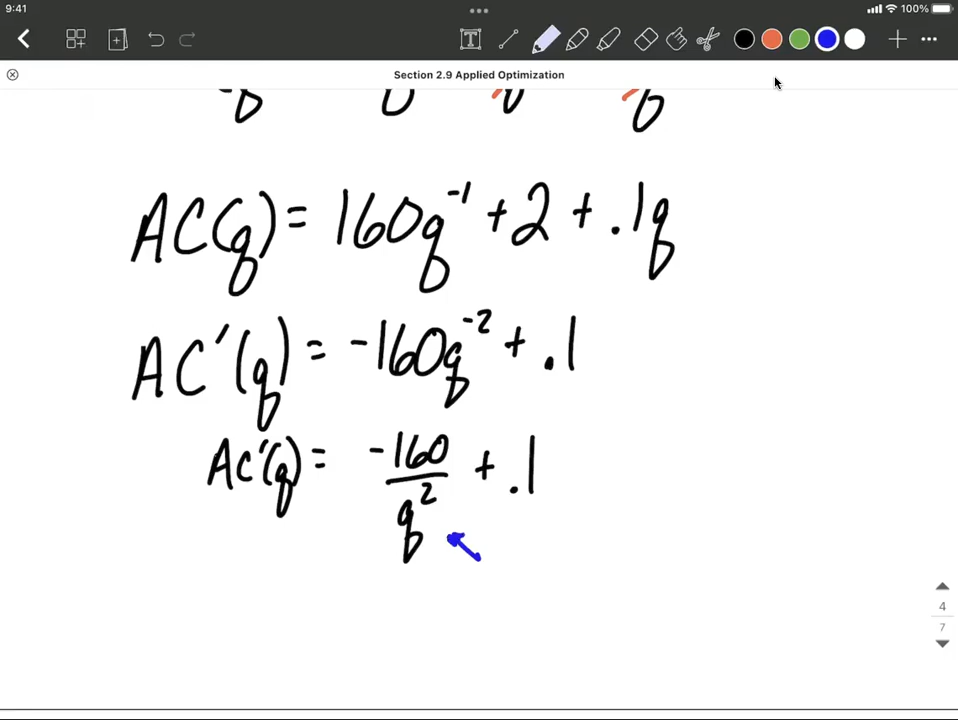 9:41
100%
T
Section 2.9 Applied Optimization
q
AC(q) = 160q⁻¹ + 2 + .1q
AC′(q) = -160q⁻² + .1
AC′(q) = -160/q² + .1
4
7